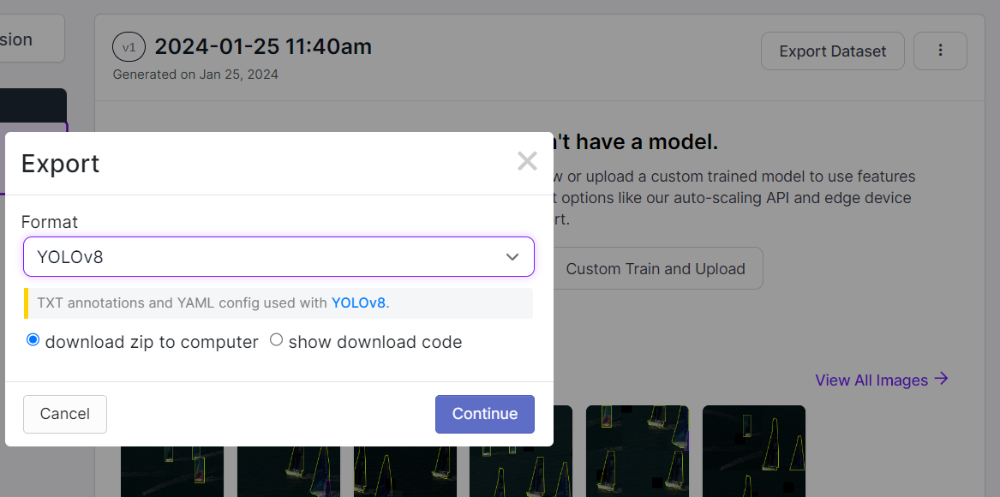 sion
v1 2024-01-25 11:40am
Export Dataset
Generated on Jan 25, 2024
't have a model.
w or upload a custom trained model to use features
t options like our auto-scaling API and edge device
rt.
Custom Train and Upload
View All Images
Export
Format
YOLOv8
TXT annotations and YAML config used with YOLOv8.
download zip to computer
show download code
Cancel
Continue